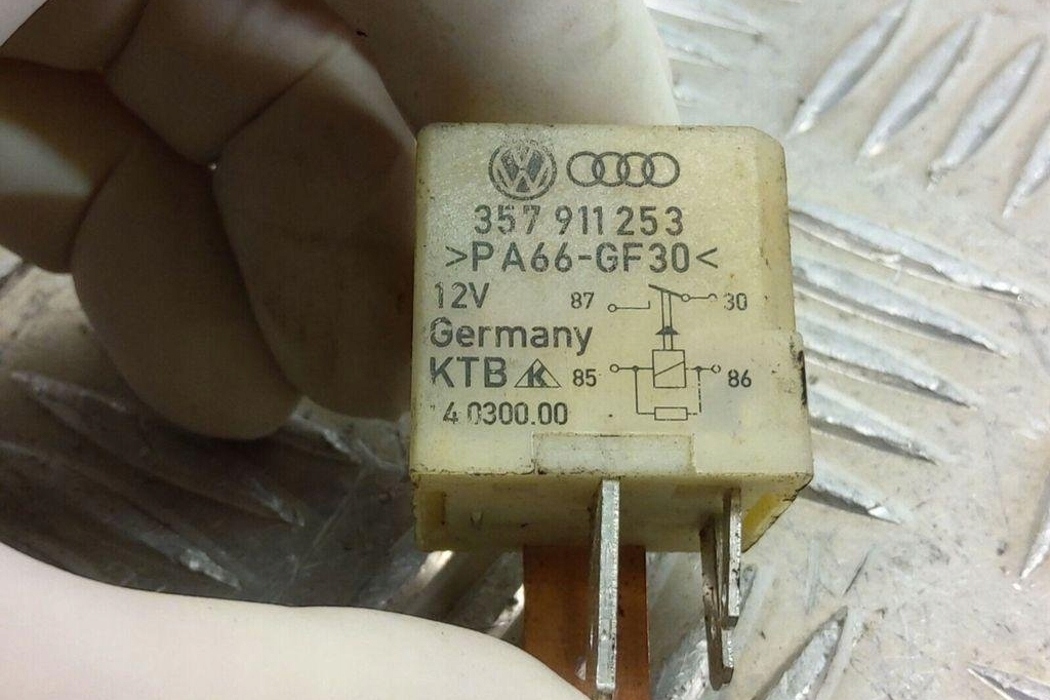 357 911 253
>PA66-GF30<
12V
87 30
Germany
KTB K
85 86
4.0300.00